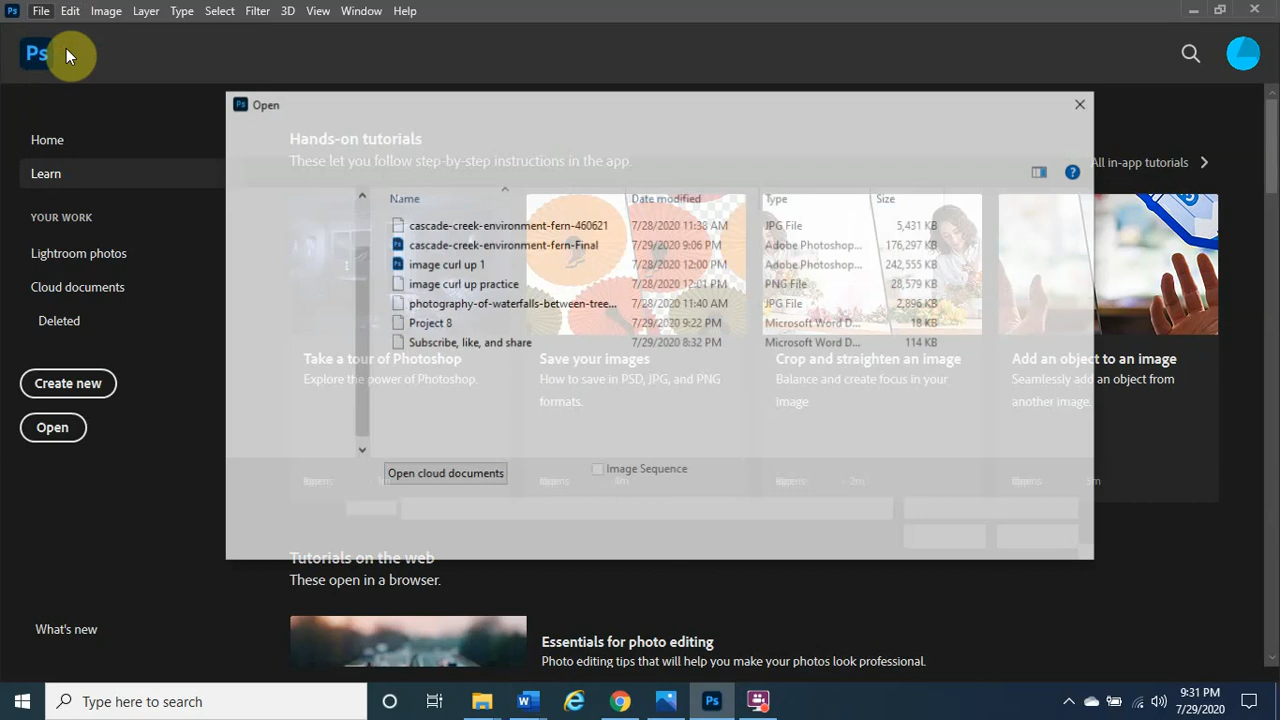 Ps File Edit Image Layer Type Select Filter 3D View Window Help
Ps
Ps Open
Hands-on tutorials
These let you follow step-by-step instructions in the app.
All in-app tutorials
Home
Learn
YOUR WORK
Lightroom photos
Cloud documents
Deleted
Create new
Open
What's new
Name Date modified Type Size
cascade-creek-environment-fern-460621 7/28/2020 11:38 AM JPG File 5,431 KB
cascade-creek-environment-fern-Final 7/29/2020 9:06 PM Adobe Photoshop... 176,297 KB
image curl up 1 7/28/2020 12:00 PM Adobe Photoshop... 242,555 KB
image curl up practice 7/28/2020 12:01 PM PNG File 28,579 KB
photography-of-waterfalls-between-tree... 7/28/2020 11:40 AM JPG File 2,896 KB
Project 8 7/29/2020 9:22 PM Microsoft Word D... 18 KB
Subscribe, like, and share 7/29/2020 8:32 PM Microsoft Word D... 114 KB
Take a tour of Photoshop
Explore the power of Photoshop.
Save your images
How to save in PSD, JPG, and PNG
formats.
Crop and straighten an image
Balance and create focus in your
image
Add an object to an image
Seamlessly add an object from
another image.
Open cloud documents
Image Sequence
4m
2m
Tutorials on the web
These open in a browser.
Essentials for photo editing
Photo editing tips that will help you make your photos look professional.
Type here to search
9:31 PM
7/29/2020